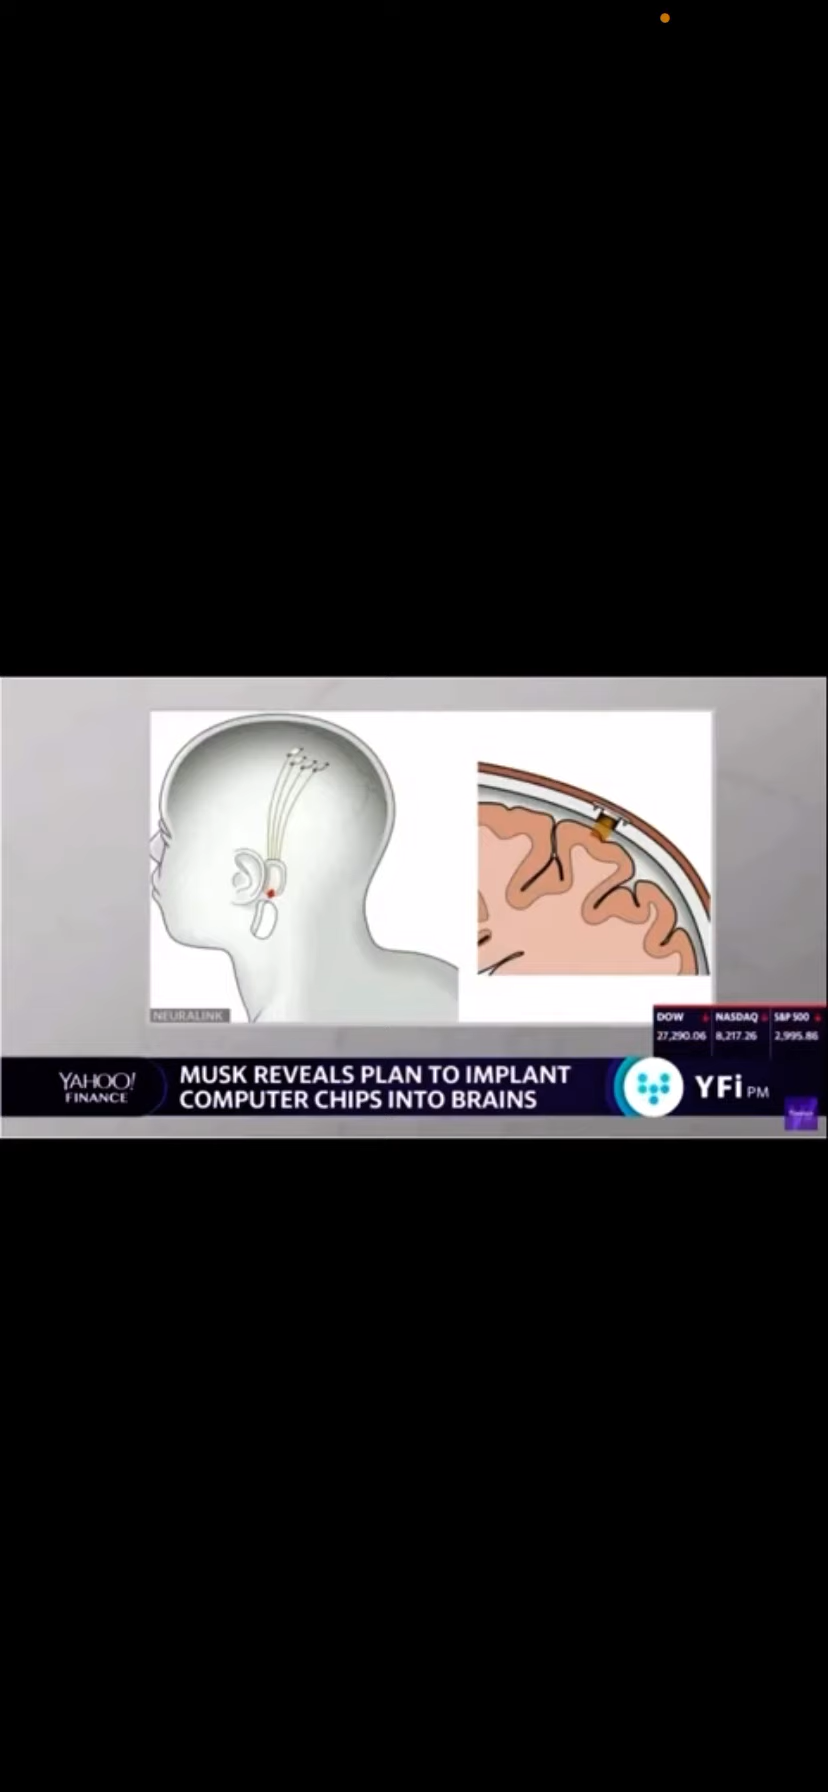 NEURALINK
DOW NASDAQ S&P 500
27,290.06 8,217.26 2,995.86
YAHOO!
FINANCE
MUSK REVEALS PLAN TO IMPLANT
COMPUTER CHIPS INTO BRAINS
YFi PM